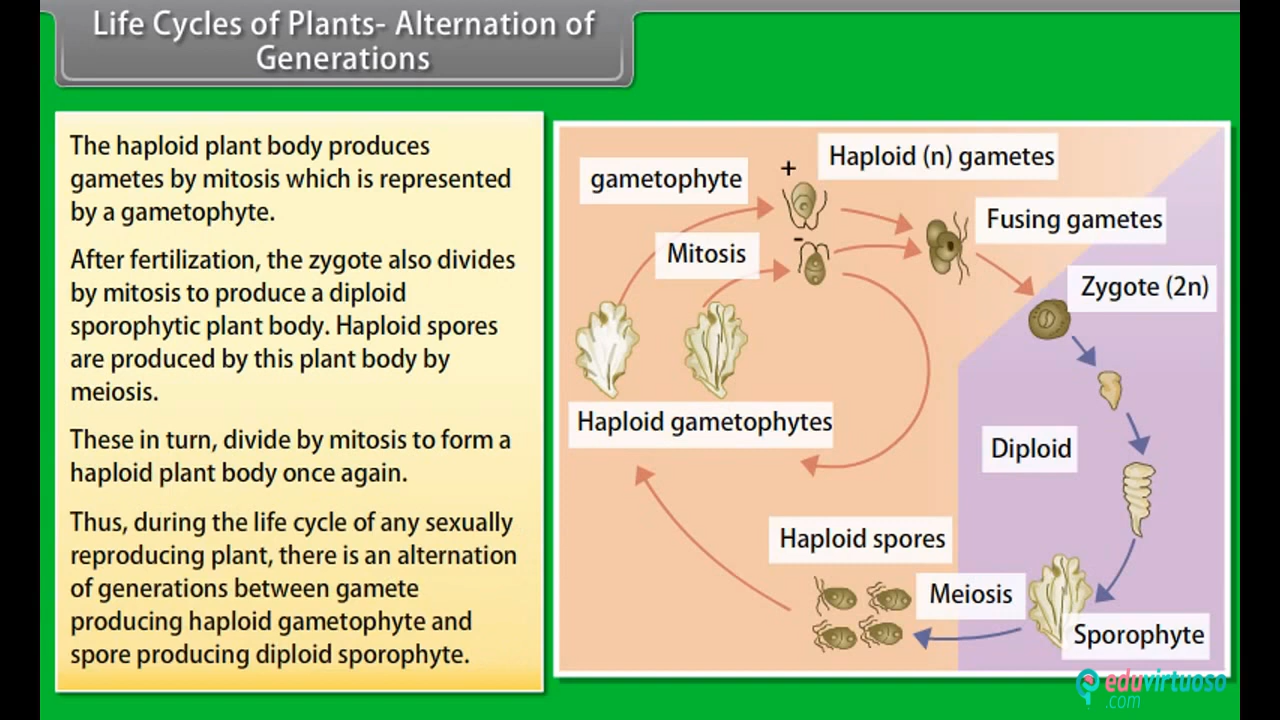 Life Cycles of Plants- Alternation of
Generations
The haploid plant body produces
gametes by mitosis which is represented
by a gametophyte.
After fertilization, the zygote also divides
by mitosis to produce a diploid
sporophytic plant body. Haploid spores
are produced by this plant body by
meiosis.
These in turn, divide by mitosis to form a
haploid plant body once again.
Thus, during the life cycle of any sexually
reproducing plant, there is an alternation
of generations between gamete
producing haploid gametophyte and
spore producing diploid sporophyte.
gametophyte
+
Haploid (n) gametes
Mitosis
-
Fusing gametes
Zygote (2n)
Haploid gametophytes
Diploid
Haploid spores
Meiosis
Sporophyte
eduvirtuoso
.com